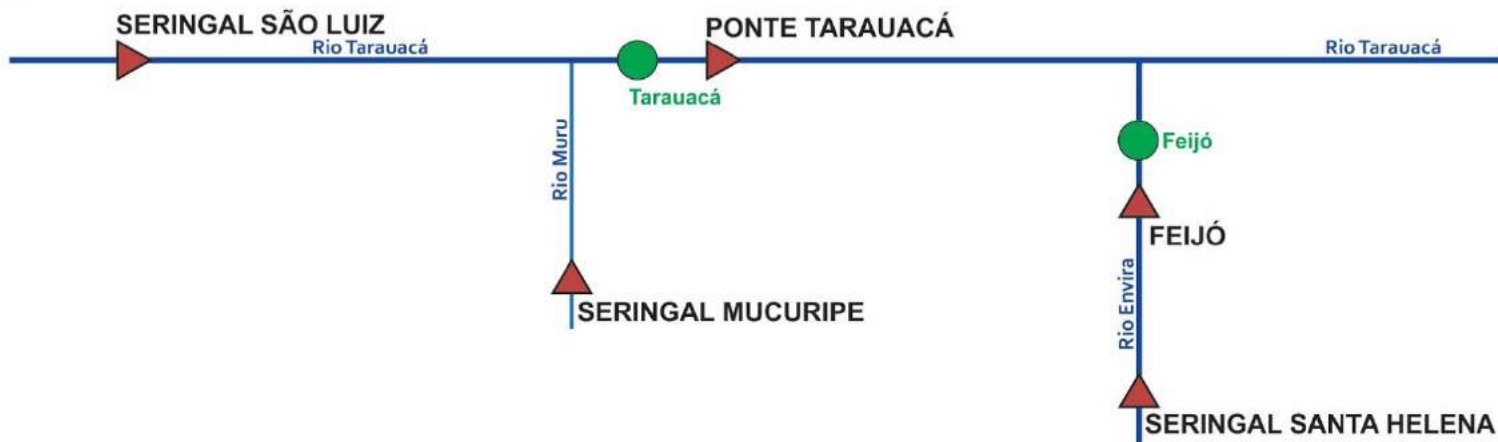 SERINGAL SÃO LUIZ
Rio Tarauacá
PONTE TARAUACÁ
Rio Tarauacá
Tarauacá
Rio Muru
Feijó
FEIJÓ
SERINGAL MUCURIPE
Rio Envira
SERINGAL SANTA HELENA